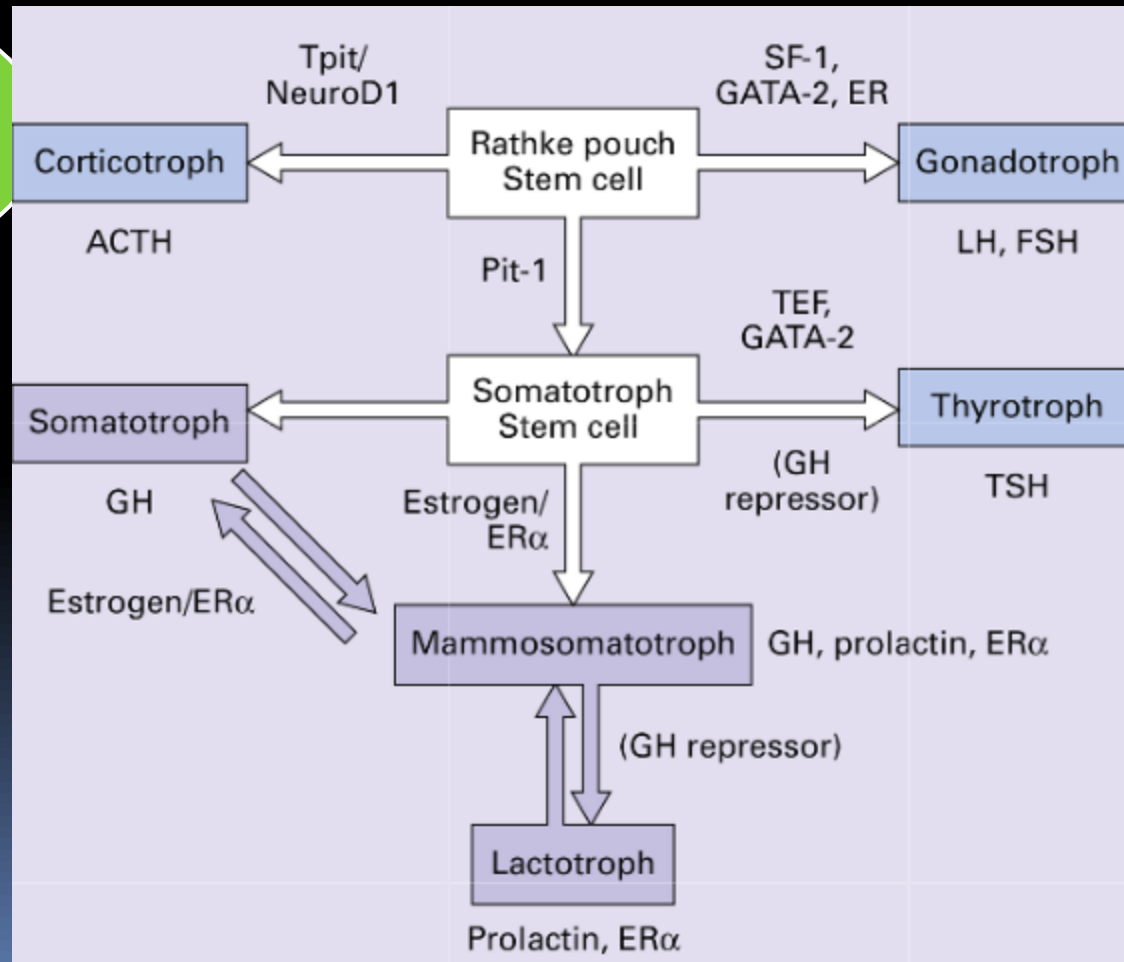 Tpit/
NeuroD1
SF-1,
GATA-2, ER
Corticotroph
Rathke pouch
Stem cell
Gonadotroph
ACTH
LH, FSH
Pit-1
TEF,
GATA-2
Somatotroph
Somatotroph
Stem cell
Thyrotroph
GH
Estrogen/
ERα
(GH
repressor)
TSH
Estrogen/ERα
Mammosomatotroph
GH, prolactin, ERα
(GH repressor)
Lactotroph
Prolactin, ERα